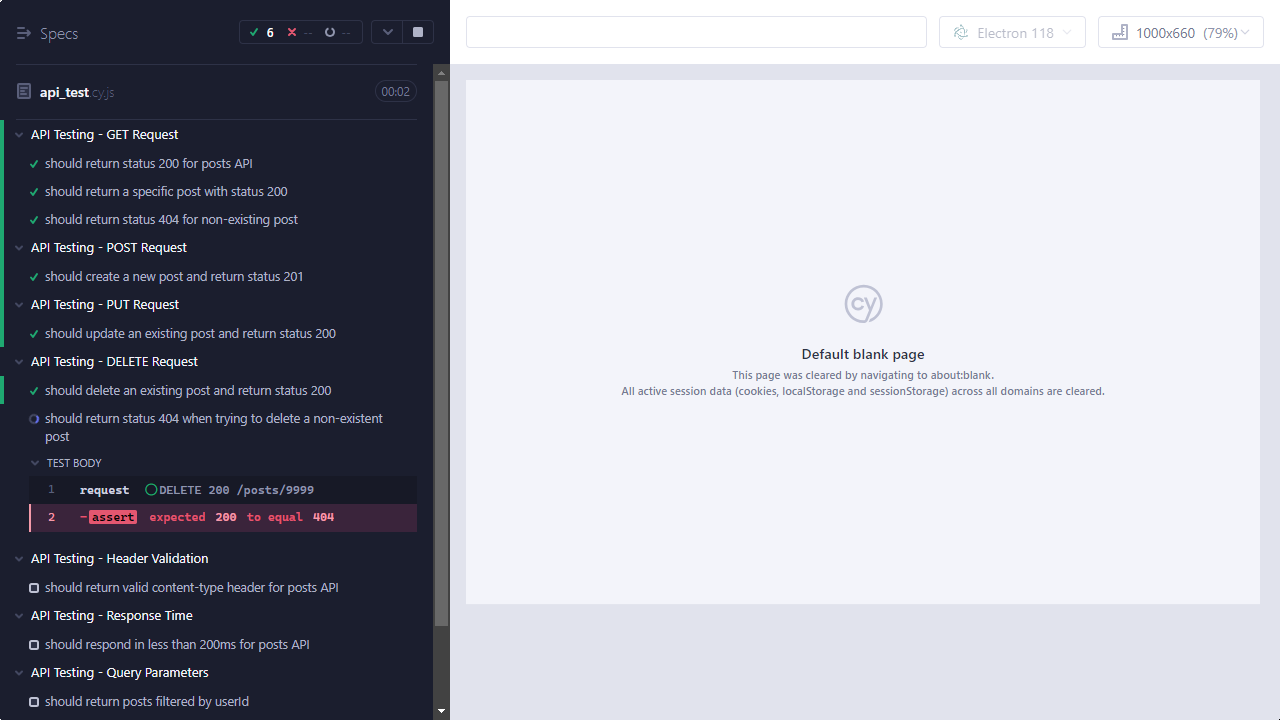 Specs
6 -- --
Electron 118
1000x660 (79%)
api_test.cy.js
00:02
API Testing - GET Request
should return status 200 for posts API
should return a specific post with status 200
should return status 404 for non-existing post
API Testing - POST Request
should create a new post and return status 201
API Testing - PUT Request
should update an existing post and return status 200
API Testing - DELETE Request
should delete an existing post and return status 200
should return status 404 when trying to delete a non-existent
post
TEST BODY
1 request DELETE 200 /posts/9999
2 -assert expected 200 to equal 404
API Testing - Header Validation
should return valid content-type header for posts API
API Testing - Response Time
should respond in less than 200ms for posts API
API Testing - Query Parameters
should return posts filtered by userId
cy
Default blank page
This page was cleared by navigating to about:blank.
All active session data (cookies, localStorage and sessionStorage) across all domains are cleared.